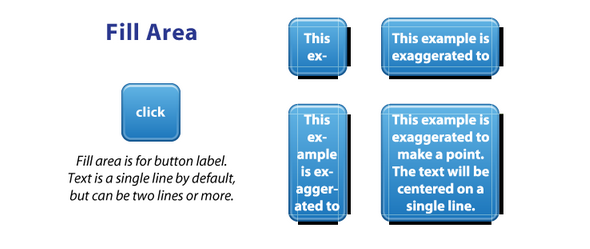 Fill Area
click
Fill area is for button label.
Text is a single line by default,
but can be two lines or more.
This
ex-
This example is
exaggerated to
This
ex-
ample
is ex-
agger-
ated to
This example is
exaggerated to
make a point.
The text will be
centered on a
single line.